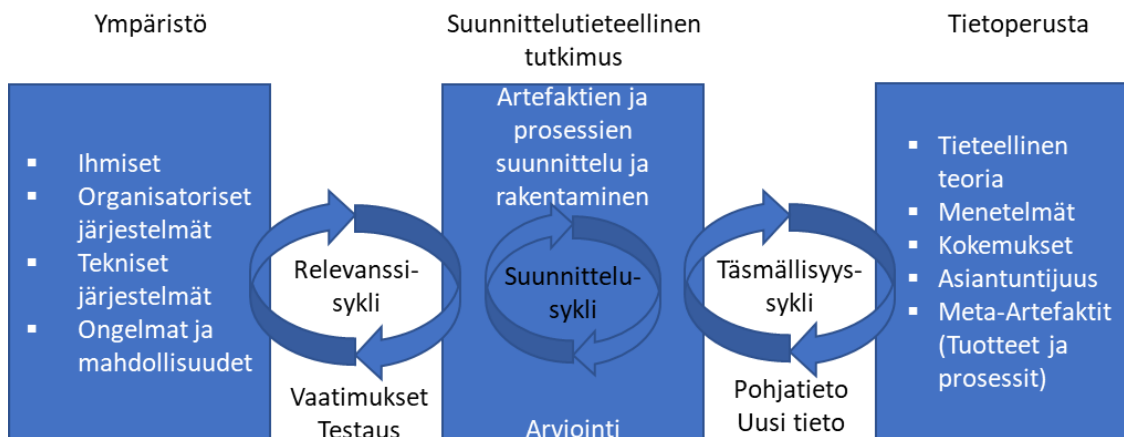 Ympäristö
Suunnittelutieteellinen
tutkimus
Tietoperusta
▪ Ihmiset
▪ Organisatoriset
järjestelmät
▪ Tekniset
järjestelmät
▪ Ongelmat ja
mahdollisuudet
Relevanssi-
sykli
Vaatimukset
Testaus
Artefaktien ja
prosessien
suunnittelu ja
rakentaminen
Suunnittelu-
sykli
Arviointi
Täsmällisyys-
sykli
Pohjatieto
Uusi tieto
▪ Tieteellinen
teoria
▪ Menetelmät
▪ Kokemukset
▪ Asiantuntijuus
▪ Meta-Artefaktit
(Tuotteet ja
prosessit)